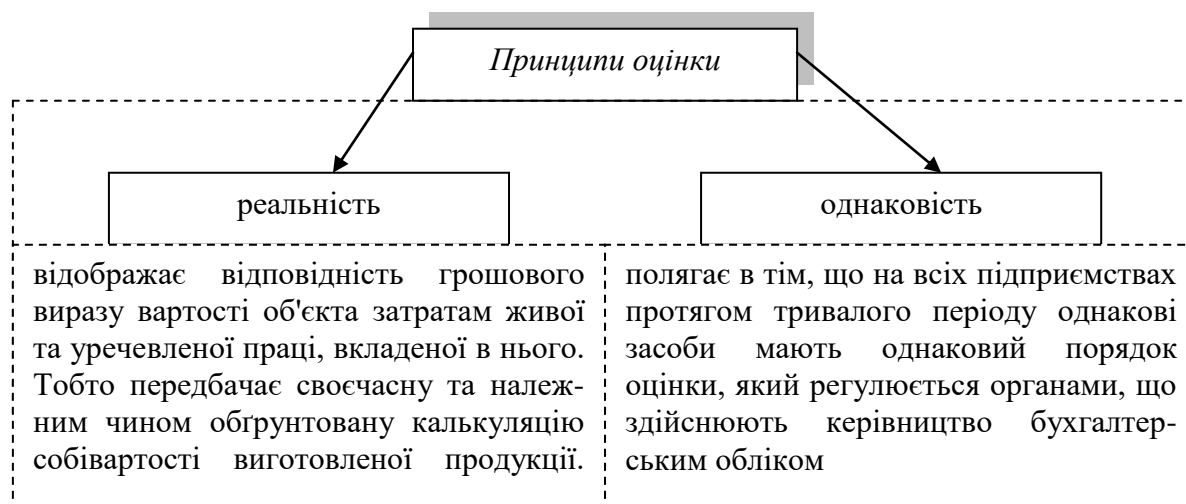 Принципи оцінки
реальність
однаковість
відображає відповідність грошового
виразу вартості об'єкта затратам живої
та уречевленої праці, вкладеної в нього.
Тобто передбачає своєчасну та належ-
ним чином обґрунтовану калькуляцію
собівартості виготовленої продукції.
полягає в тім, що на всіх підприємствах
протягом тривалого періоду однакові
засоби мають однаковий порядок
оцінки, який регулюється органами, що
здійснюють керівництво бухгалтер-
ським обліком